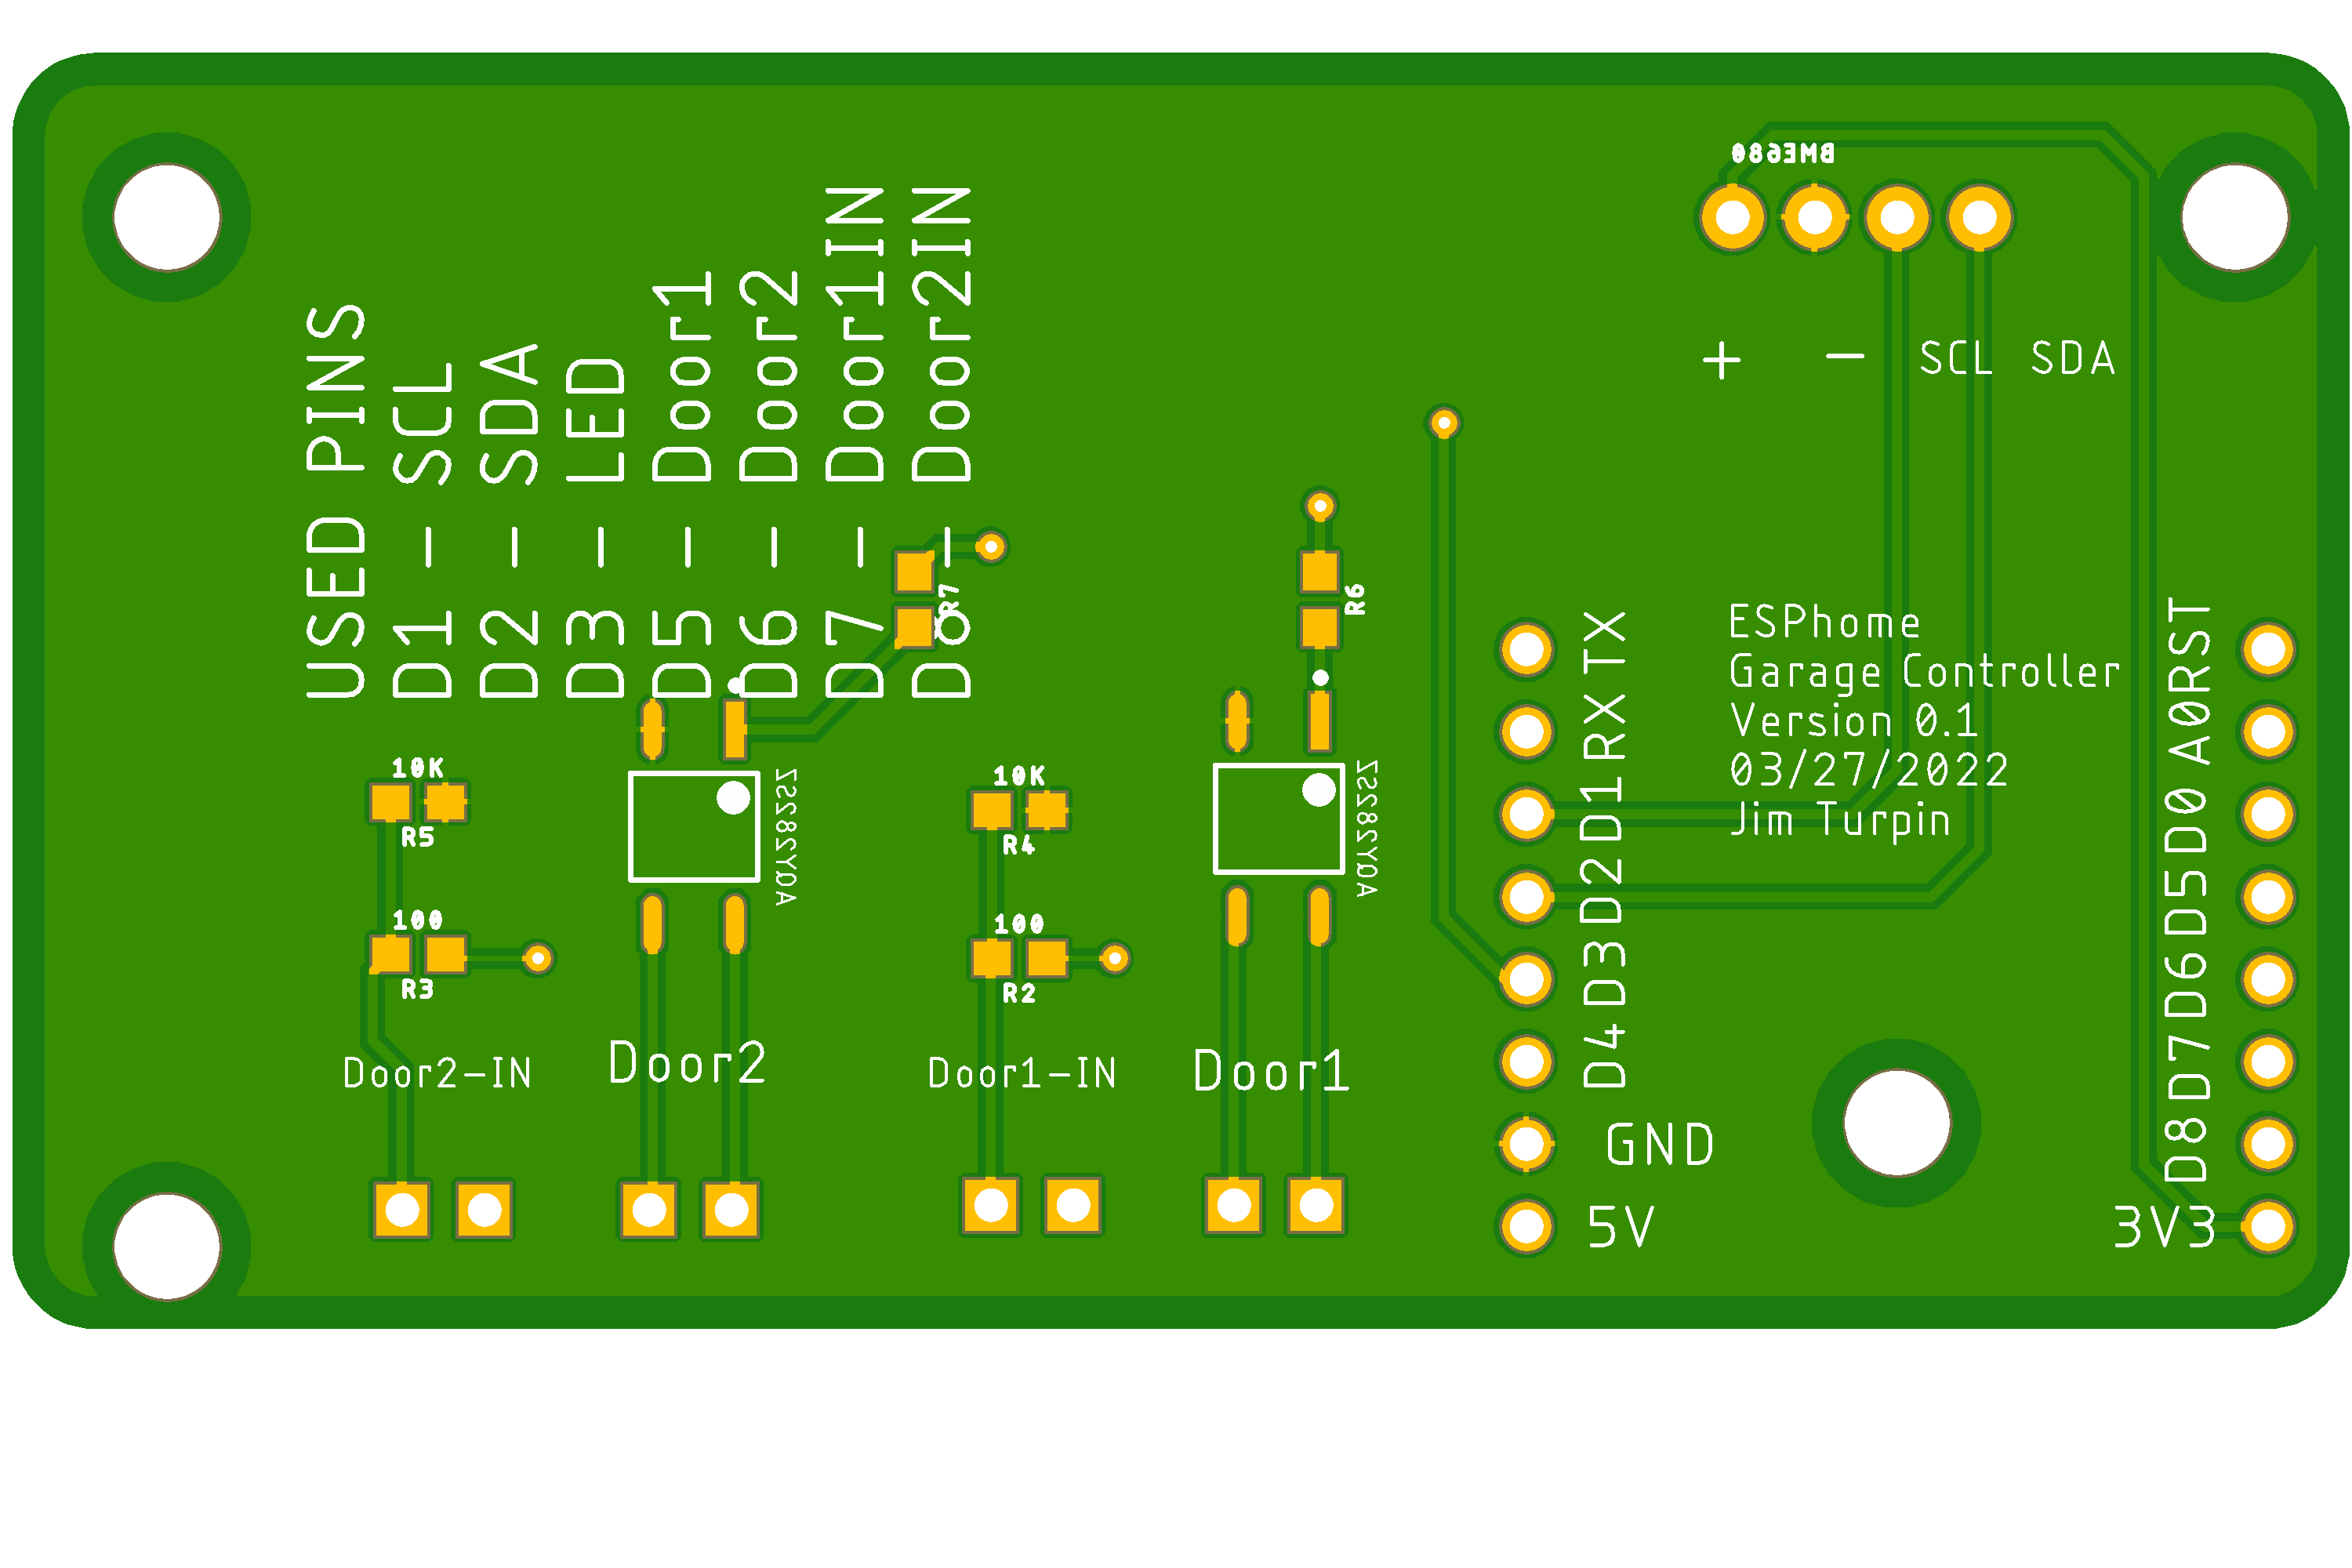 BME680
USED PINS
D1 - SCL
D2 - SDA
D3 - LED
D5 - Door1
D6 - Door2
D7 - Door1IN
D8 - Door2IN
R7
R6
+ - SCL SDA
ESPhome
Garage Controller
Version 0.1
03/27/2022
Jim Turpin
TX
RX
D1
D2
D3
D4
GND
5V
RST
A0
D0
D5
D6
D7
D8
3V3
10K
R5
100
R3
AQY282SZ
10K
R4
100
R2
AQY282SZ
Door2-IN
Door2
Door1-IN
Door1